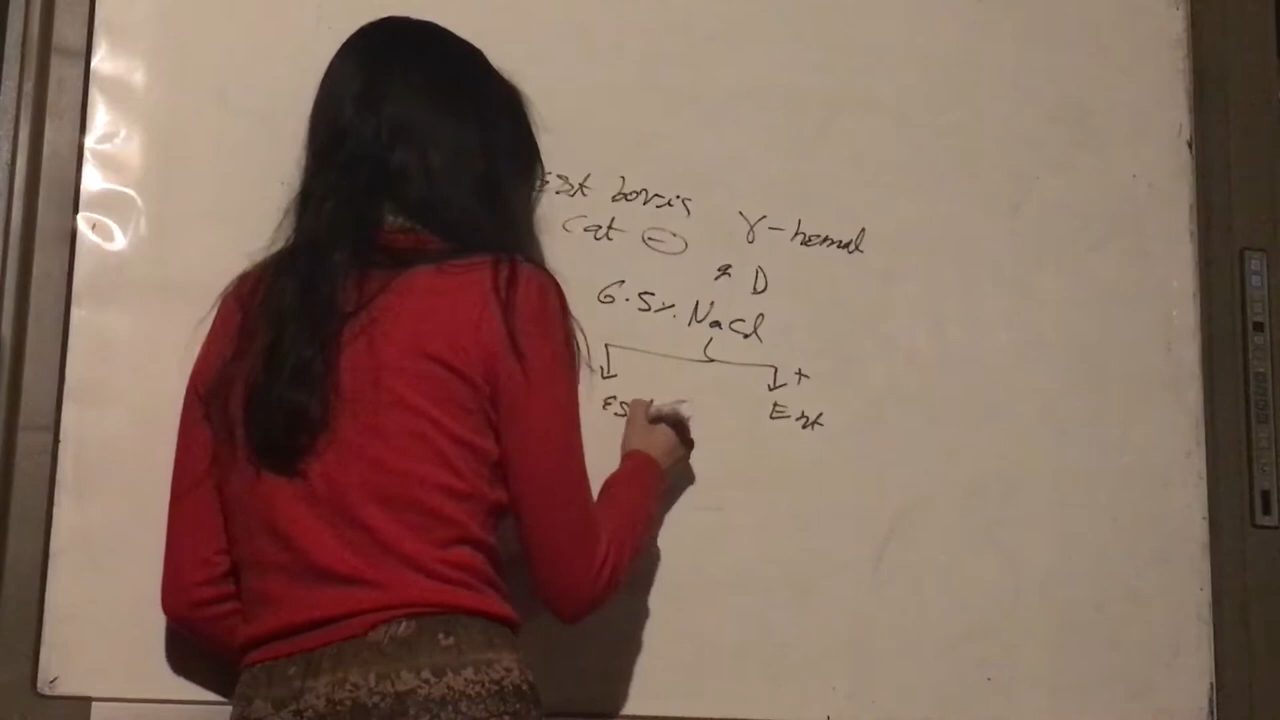 bovis
Cat ⊖ γ-hemol
D
6.5% NaCl
+
Ent